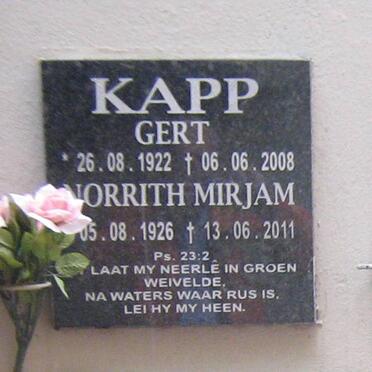 KAPP
GERT
* 26.08.1922 † 06.06.2008
NORRITH MIRJAM
05.08.1926 † 13.06.2011
Ps. 23:2
LAAT MY NEERLÊ IN GROEN
WEIVELDE,
NA WATERS WAAR RUS IS,
LEI HY MY HEEN.